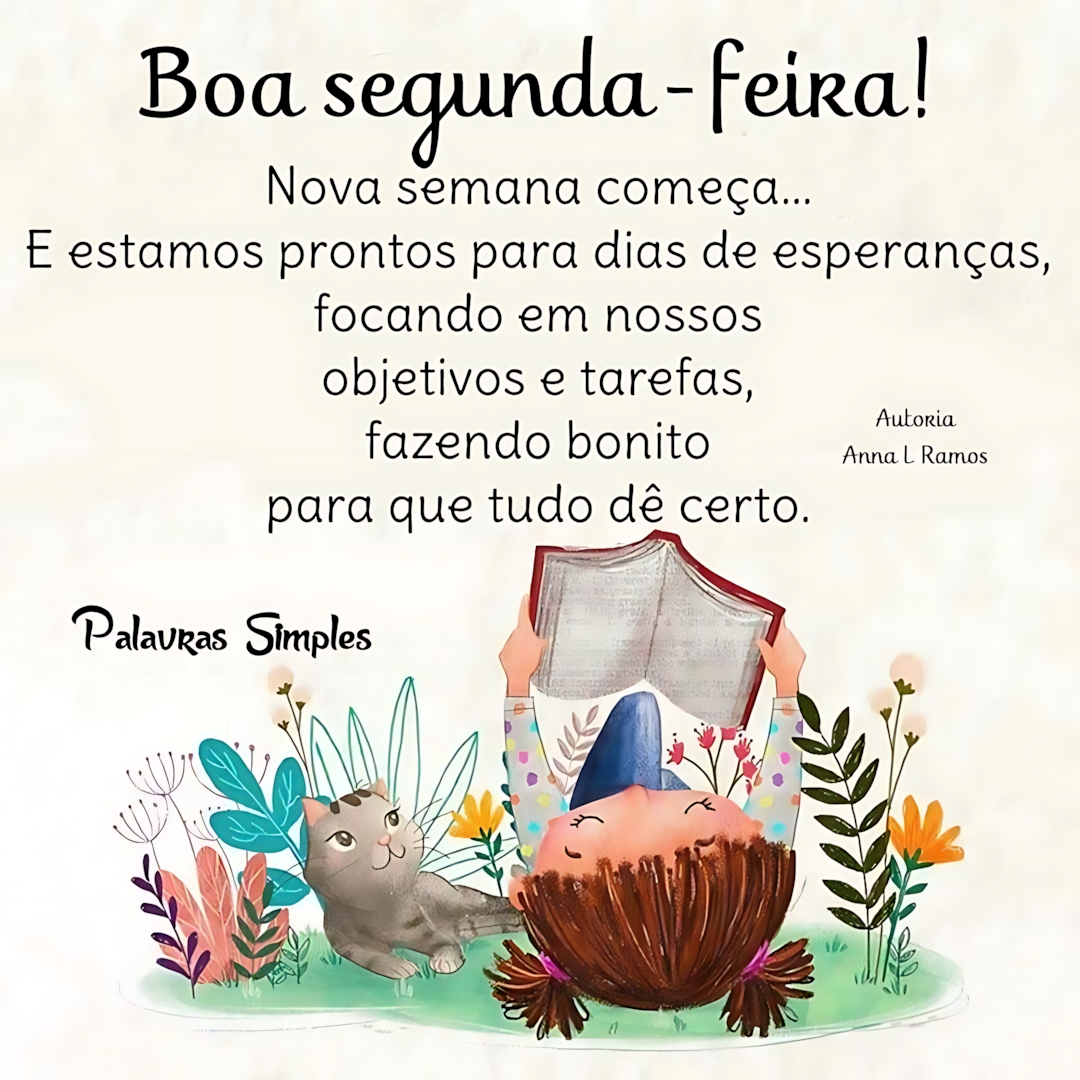 Boa segunda-feira!
Nova semana começa...
E estamos prontos para dias de esperanças,
focando em nossos
objetivos e tarefas,
fazendo bonito
para que tudo dê certo.
Autoria
Anna L Ramos
Palavras Simples